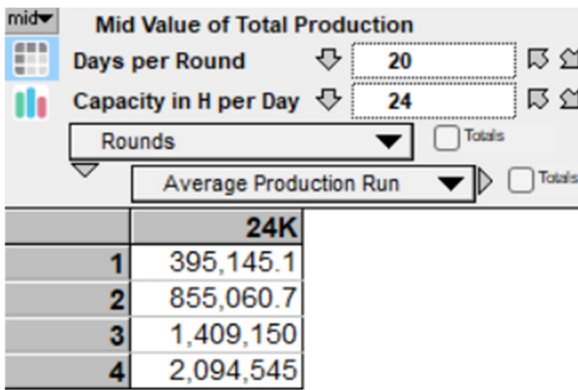 mid
Mid Value of Total Production
Days per Round 20
Capacity in H per Day 24
Rounds Totals
Average Production Run Totals
24K
1 395,145.1
2 855,060.7
3 1,409,150
4 2,094,545